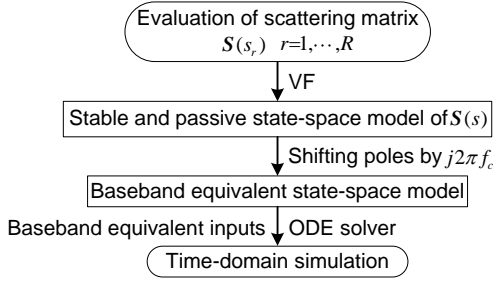 Evaluation of scattering matrix
S(s_r) r=1,⋯,R
VF
Stable and passive state-space model of S(s)
Shifting poles by j2πf_c
Baseband equivalent state-space model
Baseband equivalent inputs ODE solver
Time-domain simulation